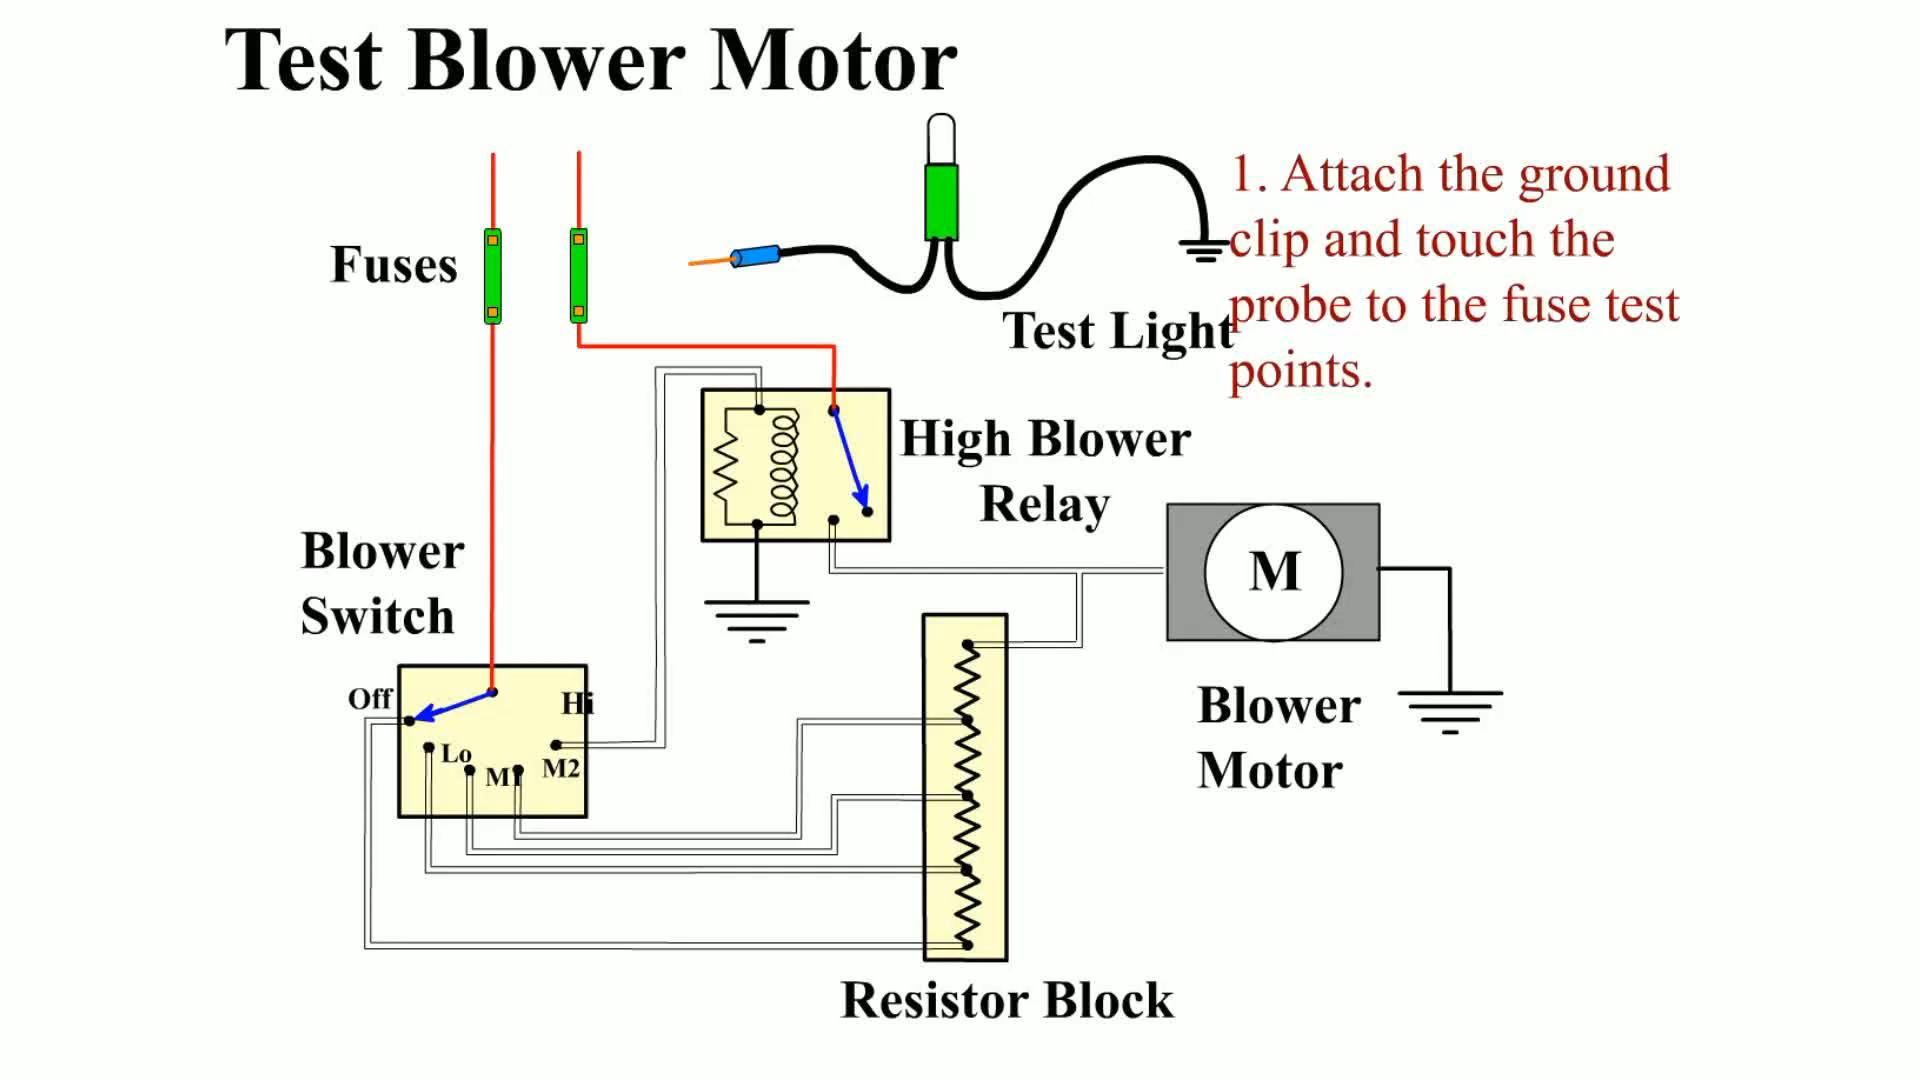 Test Blower Motor
1. Attach the ground
clip and touch the
probe to the fuse test
points.
Fuses
Test Light
High Blower
Relay
Blower
Switch
M
Off
Hi
Lo
M1
M2
Blower
Motor
Resistor Block